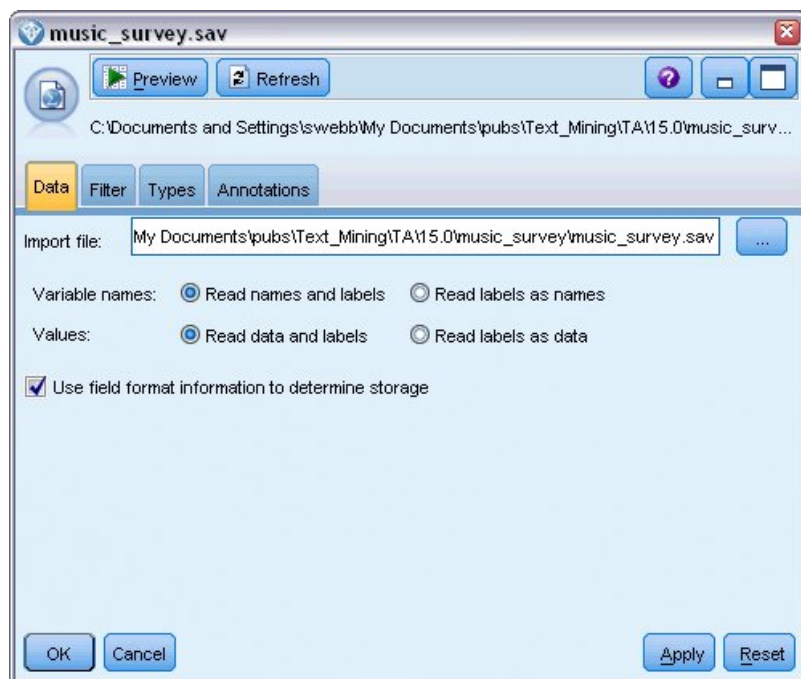 music_survey.sav
Preview Refresh
C:\Documents and Settings\swebb\My Documents\pubs\Text_Mining\TA\15.0\music_surv...
Data Filter Types Annotations
Import file: My Documents\pubs\Text_Mining\TA\15.0\music_survey\music_survey.sav ...
Variable names: Read names and labels Read labels as names
Values: Read data and labels Read labels as data
Use field format information to determine storage
OK Cancel Apply Reset